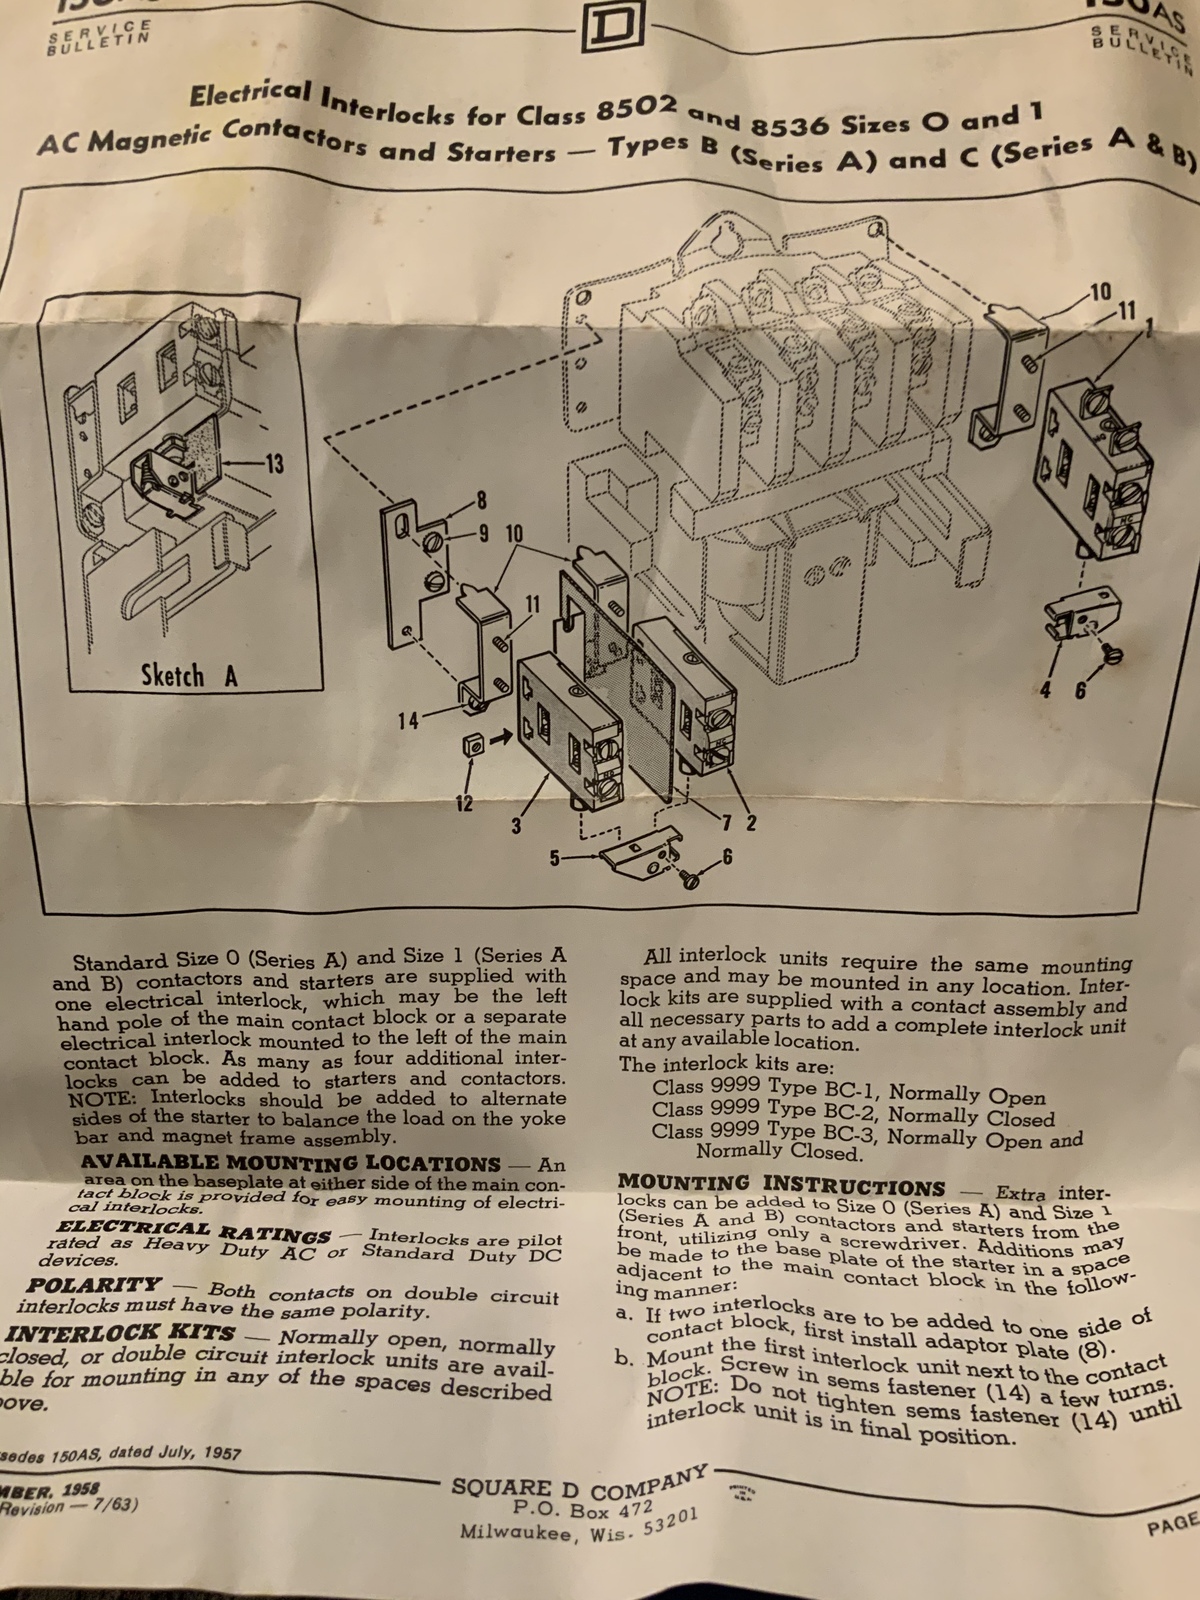 SERVICE
BULLETIN
D
SERVICE
BULLETIN
Electrical Interlocks for Class 8502 and 8536 Sizes O and 1
AC Magnetic Contactors and Starters — Types B (Series A) and C (Series A & B)
10
11
1
13
8
9
10
11
Sketch A
4
6
14
12
3
7
2
5
6
NC
Standard Size O (Series A) and Size 1 (Series A
and B) contactors and starters are supplied with
one electrical interlock, which may be the left
hand pole of the main contact block or a separate
electrical interlock mounted to the left of the main
contact block. As many as four additional inter-
locks can be added to starters and contactors.
NOTE: Interlocks should be added to alternate
sides of the starter to balance the load on the yoke
bar and magnet frame assembly.
AVAILABLE MOUNTING LOCATIONS — An
area on the baseplate at either side of the main con-
tact block is provided for easy mounting of electri-
cal interlocks.
ELECTRICAL RATINGS — Interlocks are pilot
rated as Heavy Duty AC or Standard Duty DC
devices.
POLARITY — Both contacts on double circuit
interlocks must have the same polarity.
INTERLOCK KITS — Normally open, normally
closed, or double circuit interlock units are avail-
ble for mounting in any of the spaces described
ove.
All interlock units require the same mounting
space and may be mounted in any location. Inter-
lock kits are supplied with a contact assembly and
all necessary parts to add a complete interlock unit
at any available location.
The interlock kits are:
Class 9999 Type BC-1, Normally Open
Class 9999 Type BC-2, Normally Closed
Class 9999 Type BC-3, Normally Open and
Normally Closed.
MOUNTING INSTRUCTIONS — Extra inter-
locks can be added to Size O (Series A) and Size 1
(Series A and B) contactors and starters from the
front, utilizing only a screwdriver. Additions may
be made to the base plate of the starter in a space
adjacent to the main contact block in the follow-
ing manner:
a. If two interlocks are to be added to one side of
contact block, first install adaptor plate (8).
b. Mount the first interlock unit next to the contact
block. Screw in sems fastener (14) a few turns.
NOTE: Do not tighten sems fastener (14) until
interlock unit is in final position.
sedes 150AS, dated July, 1957
MBER, 1958
Revision — 7/63)
SQUARE D COMPANY
P.O. Box 472
Milwaukee, Wis. 53201
PAGE